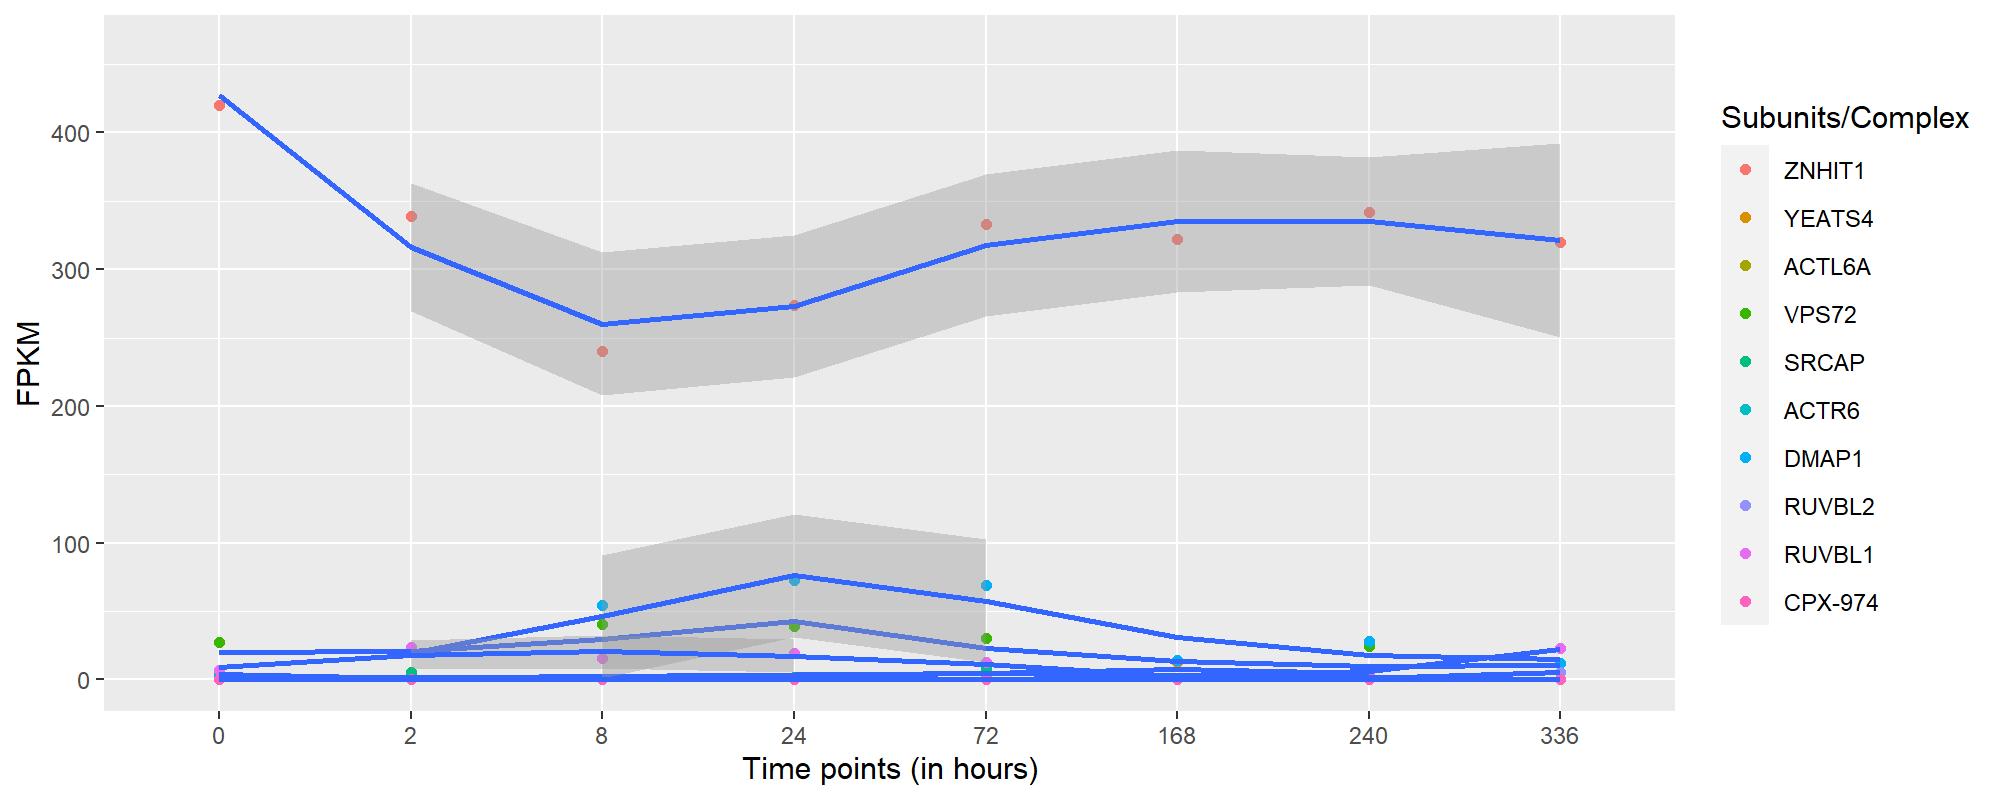 FPKM
400
300
200
100
0
0 2 8 24 72 168 240 336
Time points (in hours)
Subunits/Complex
ZNHIT1
YEATS4
ACTL6A
VPS72
SRCAP
ACTR6
DMAP1
RUVBL2
RUVBL1
CPX-974